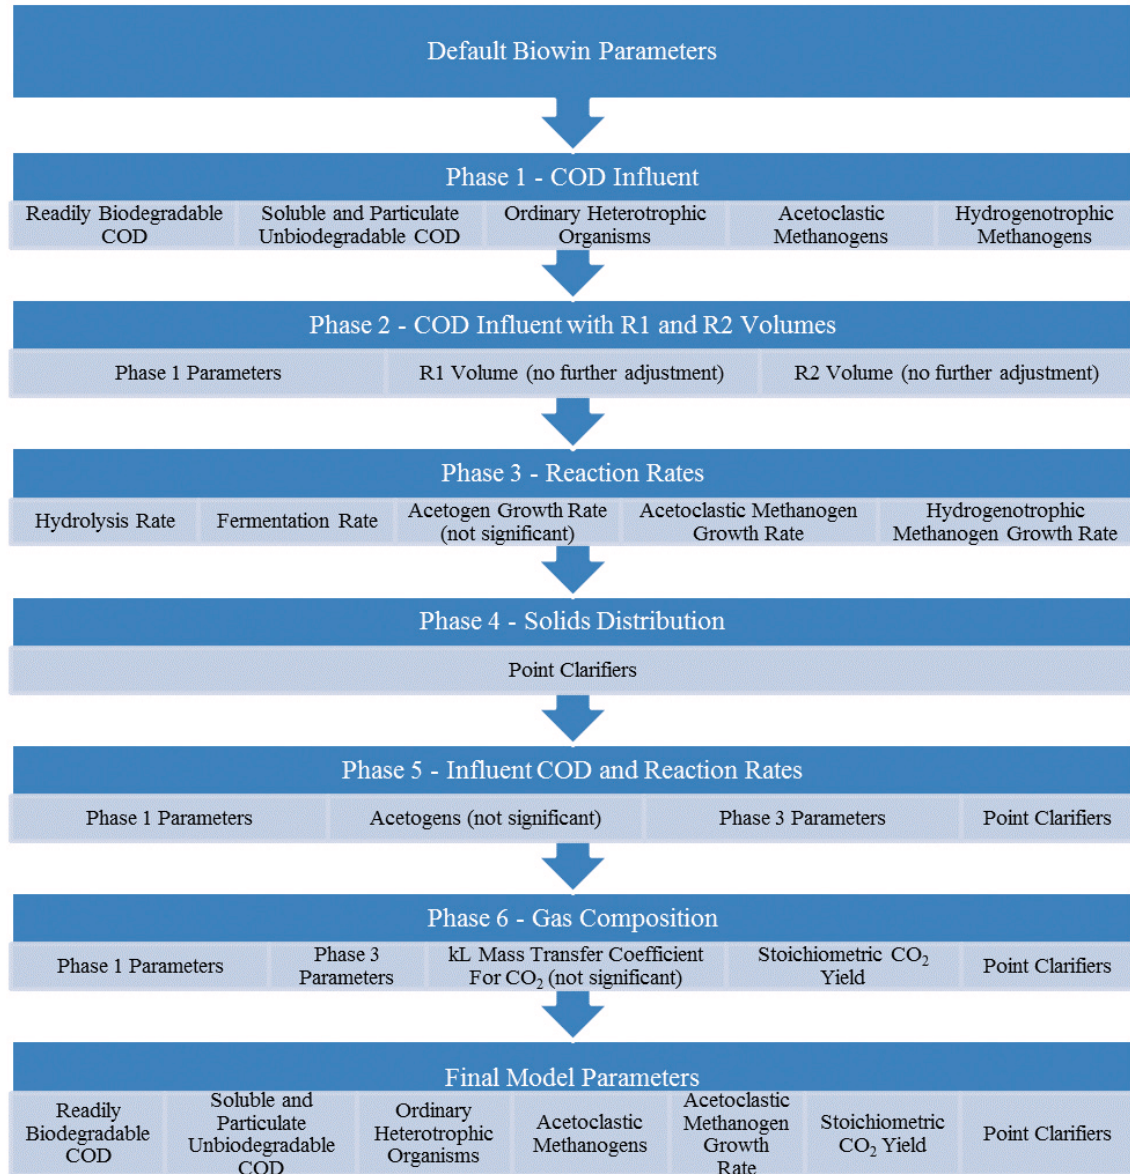 Default Biowin Parameters
Phase 1 - COD Influent
Readily Biodegradable
COD
Soluble and Particulate
Unbiodegradable COD
Ordinary Heterotrophic
Organisms
Acetoclastic
Methanogens
Hydrogenotrophic
Methanogens
Phase 2 - COD Influent with R1 and R2 Volumes
Phase 1 Parameters
R1 Volume (no further adjustment)
R2 Volume (no further adjustment)
Phase 3 - Reaction Rates
Hydrolysis Rate
Fermentation Rate
Acetogen Growth Rate
(not significant)
Acetoclastic Methanogen
Growth Rate
Hydrogenotrophic
Methanogen Growth Rate
Phase 4 - Solids Distribution
Point Clarifiers
Phase 5 - Influent COD and Reaction Rates
Phase 1 Parameters
Acetogens (not significant)
Phase 3 Parameters
Point Clarifiers
Phase 6 - Gas Composition
Phase 1 Parameters
Phase 3
Parameters
kL Mass Transfer Coefficient
For CO₂ (not significant)
Stoichiometric CO₂
Yield
Point Clarifiers
Final Model Parameters
Readily
Biodegradable
COD
Soluble and
Particulate
Unbiodegradable
COD
Ordinary
Heterotrophic
Organisms
Acetoclastic
Methanogens
Acetoclastic
Methanogen
Growth
Rate
Stoichiometric
CO₂ Yield
Point Clarifiers